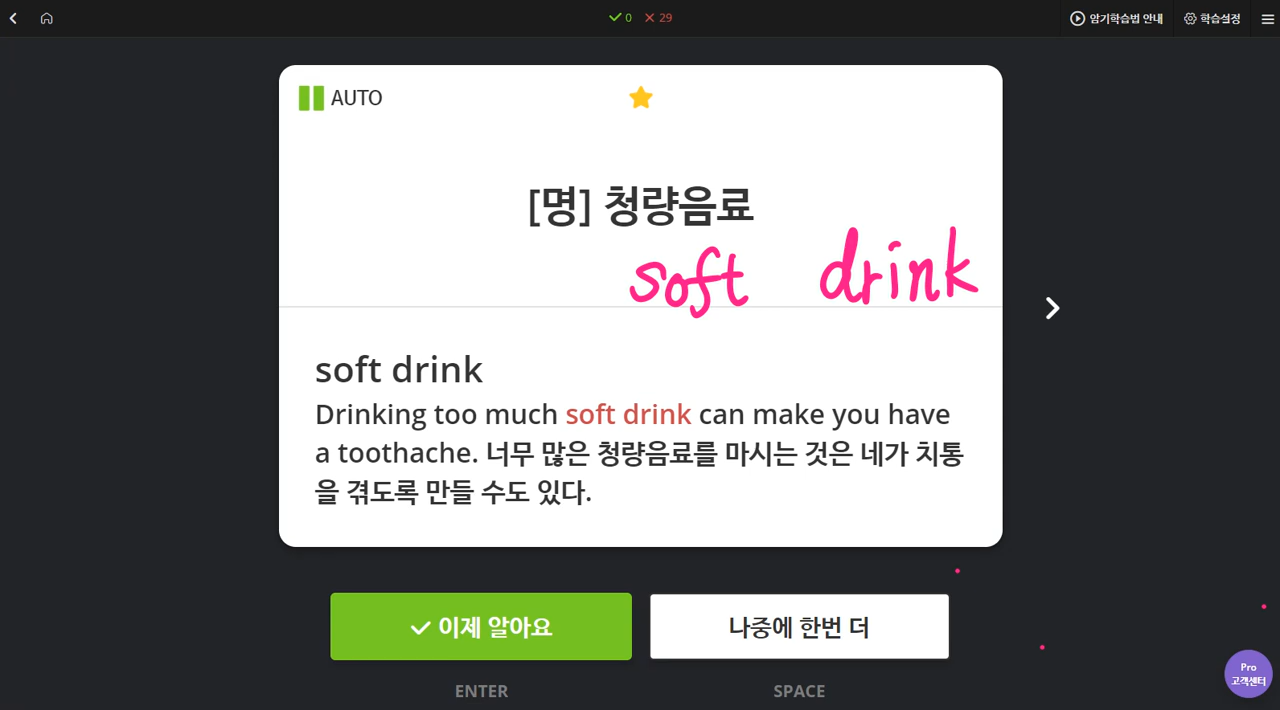 0 29 암기학습법 안내 학습설정
AUTO
[명] 청량음료
soft drink
soft drink
Drinking too much soft drink can make you have
a toothache. 너무 많은 청량음료를 마시는 것은 네가 치통
을 겪도록 만들 수도 있다.
이제 알아요 나중에 한번 더
ENTER SPACE
Pro
고객센터